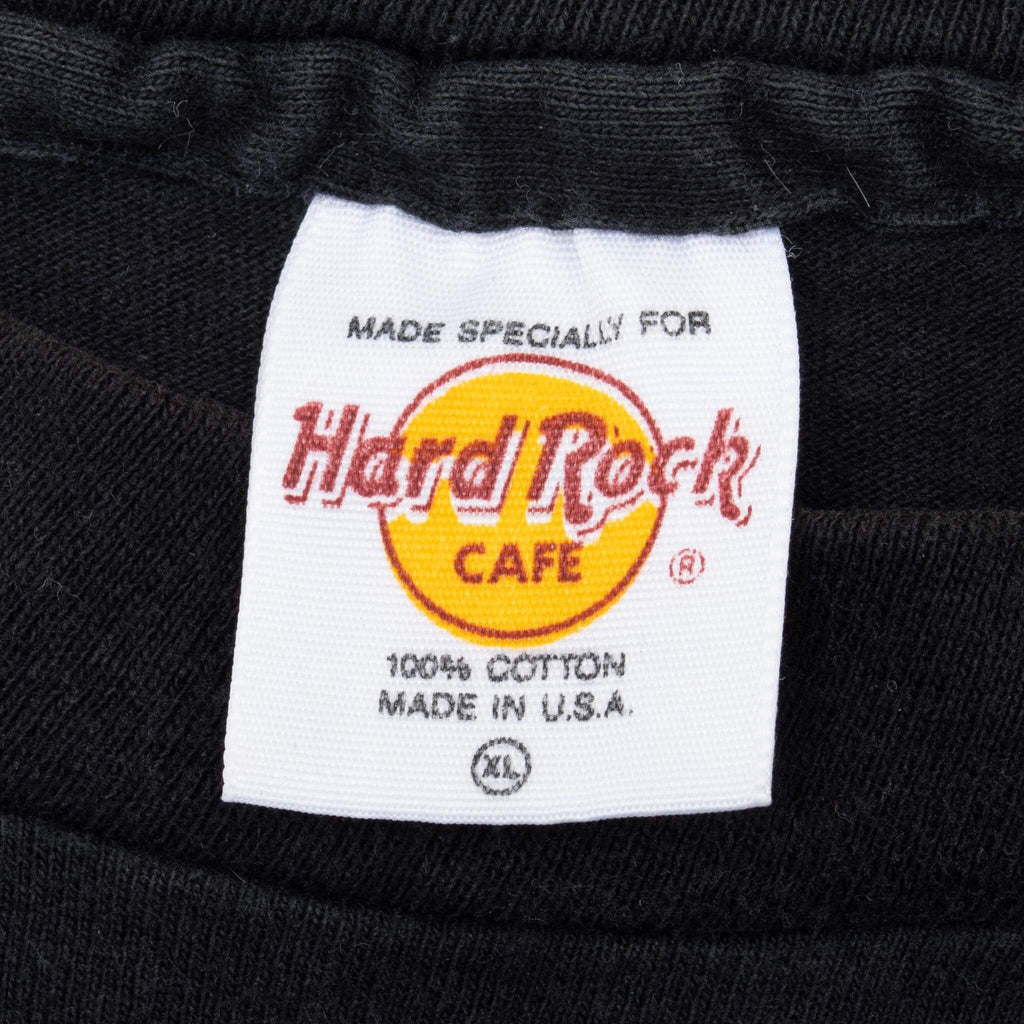 MADE SPECIALLY FOR
Hard Rock
CAFE
®
100% COTTON
MADE IN U.S.A.
XL